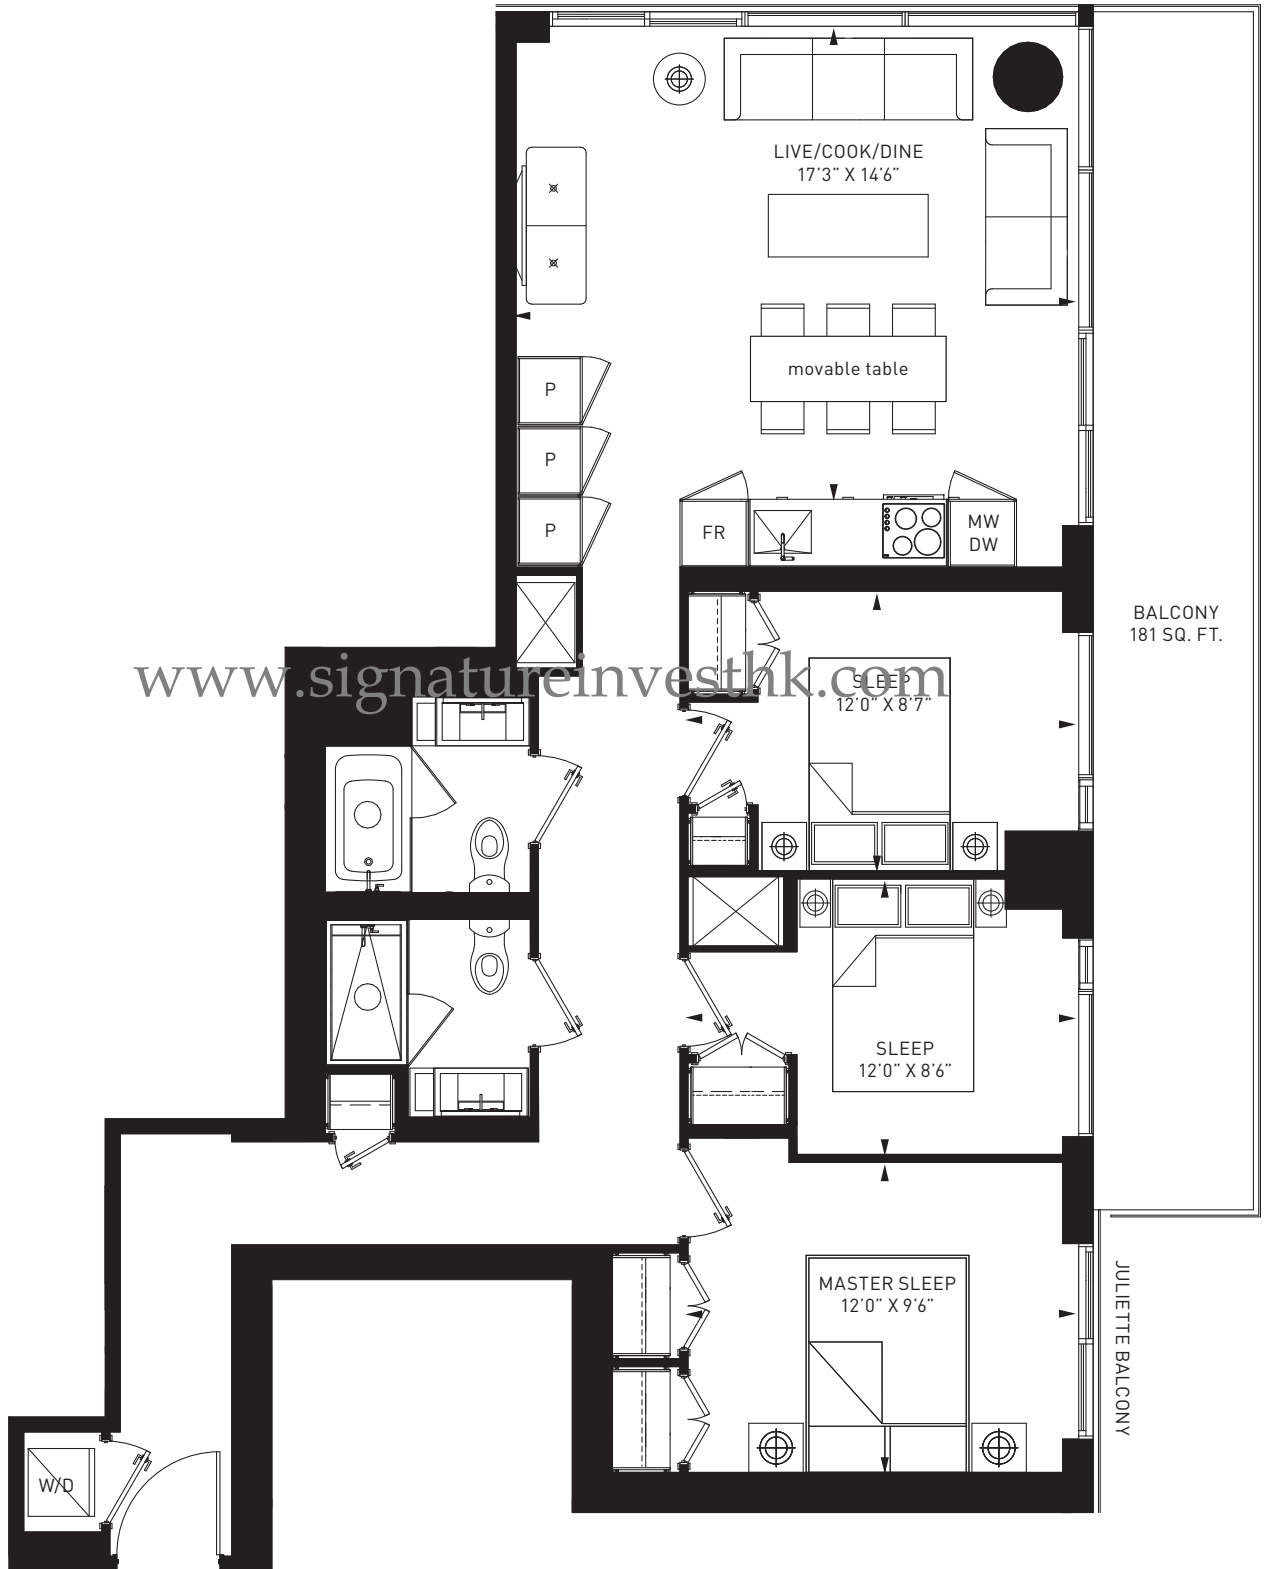 LIVE/COOK/DINE
17'3" X 14'6"
movable table
P
P
P
FR
MW
DW
BALCONY
181 SQ. FT.
www.signatureinvesthk.com
SLEEP
12'0" X 8'7"
SLEEP
12'0" X 8'6"
MASTER SLEEP
12'0" X 9'6"
JULIETTE BALCONY
W/D